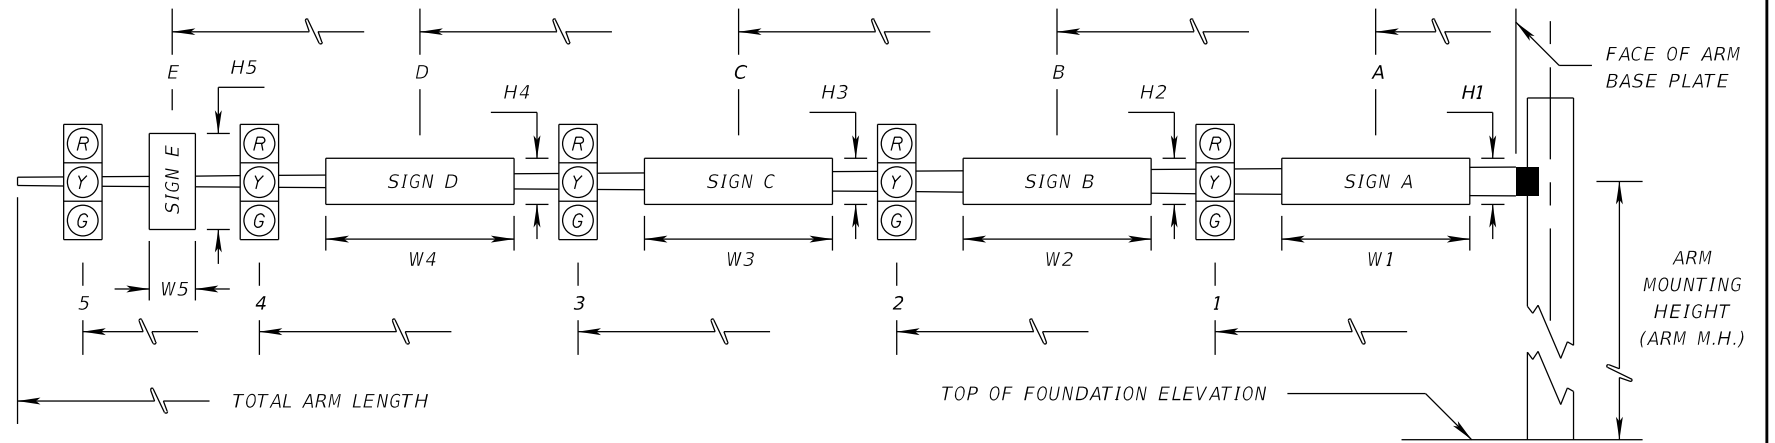 E
D
C
B
A
H5
H4
H3
H2
H1
FACE OF ARM
BASE PLATE
R
Y
G
SIGN E
R
Y
G
SIGN D
R
Y
G
SIGN C
R
Y
G
SIGN B
R
Y
G
SIGN A
W5
W4
W3
W2
W1
5
4
3
2
1
ARM
MOUNTING
HEIGHT
(ARM M.H.)
TOTAL ARM LENGTH
TOP OF FOUNDATION ELEVATION